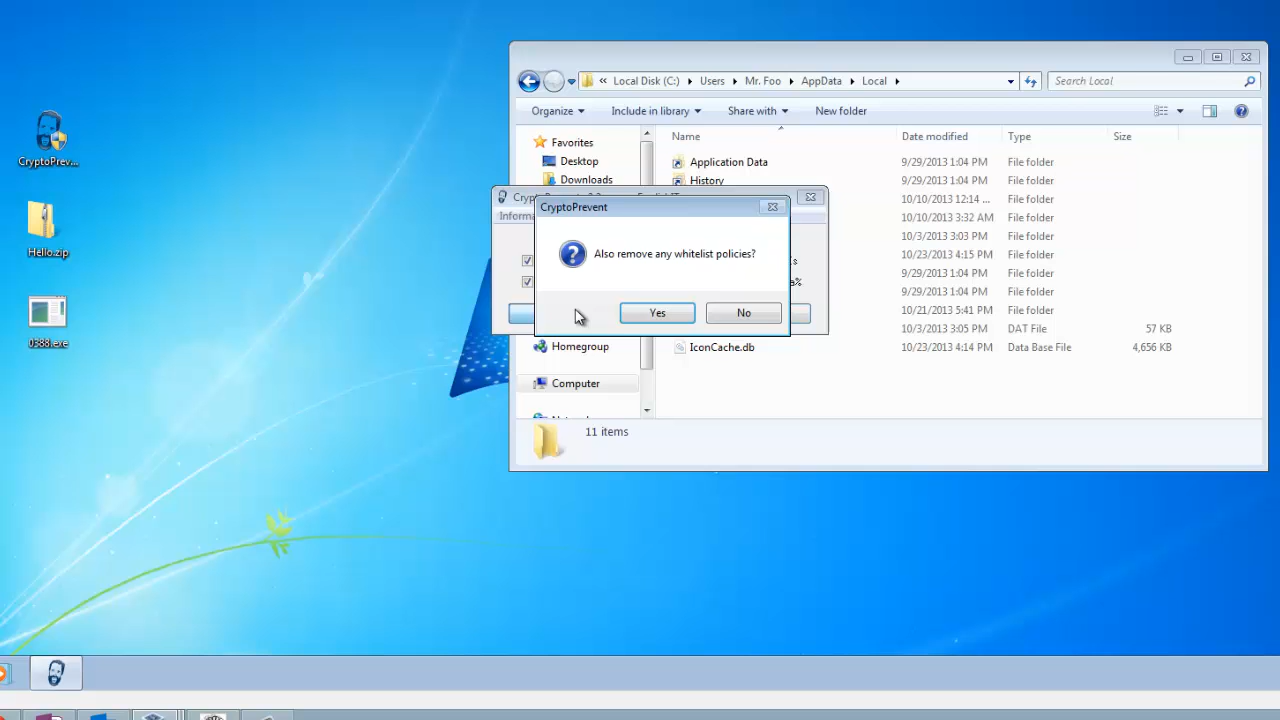 CryptoPrev...
Hello.zip
0388.exe
« Local Disk (C:) ▸ Users ▸ Mr. Foo ▸ AppData ▸ Local ▸
Search Local
Organize
Include in library
Share with
New folder
Name
Date modified
Type
Size
Favorites
Desktop
Downloads
Homegroup
Computer
Application Data 9/29/2013 1:04 PM File folder
History 9/29/2013 1:04 PM File folder
10/10/2013 12:14 ... File folder
10/10/2013 3:32 AM File folder
10/3/2013 3:03 PM File folder
10/23/2013 4:15 PM File folder
9/29/2013 1:04 PM File folder
9/29/2013 1:04 PM File folder
10/21/2013 5:41 PM File folder
10/3/2013 3:05 PM DAT File 57 KB
IconCache.db 10/23/2013 4:14 PM Data Base File 4,656 KB
11 items
CryptoPrevent
Also remove any whitelist policies?
Yes
No